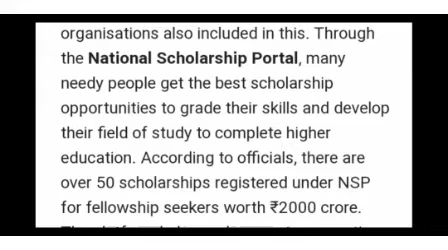 organisations also included in this. Through
the National Scholarship Portal, many
needy people get the best scholarship
opportunities to grade their skills and develop
their field of study to complete higher
education. According to officials, there are
over 50 scholarships registered under NSP
for fellowship seekers worth ₹2000 crore.